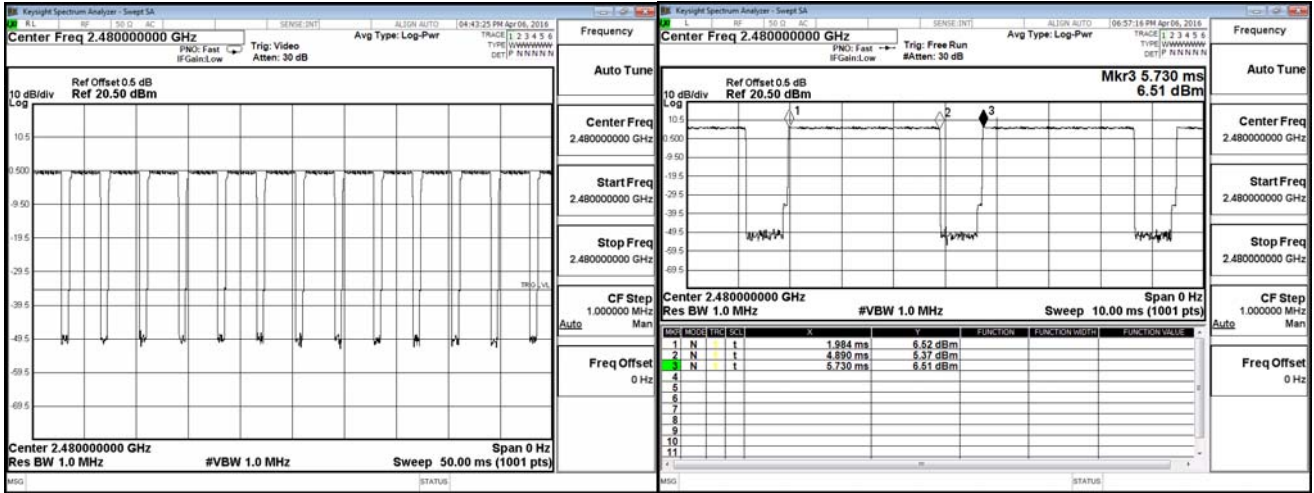 Keysight Spectrum Analyzer - Swept SA
RL RF 50 Ω AC SENSE:INT ALIGN AUTO 04:43:25 PM Apr 06, 2016
Center Freq 2.480000000 GHz Avg Type: Log-Pwr TRACE 1 2 3 4 5 6
PNO: Fast Trig: Video TYPE WWWWWW
IFGain:Low Atten: 30 dB DET P NNNNN
Ref Offset 0.5 dB
10 dB/div Ref 20.50 dBm
Log
10.5
0.500
-9.50
-19.5
-29.5
TRIG LVL
-39.5
-49.5
-59.5
-69.5
Center 2.480000000 GHz Span 0 Hz
Res BW 1.0 MHz #VBW 1.0 MHz Sweep 50.00 ms (1001 pts)
MSG STATUS
Frequency
Auto Tune
Center Freq
2.480000000 GHz
Start Freq
2.480000000 GHz
Stop Freq
2.480000000 GHz
CF Step
1.000000 MHz
Auto Man
Freq Offset
0 Hz
Keysight Spectrum Analyzer - Swept SA
L RF 50 Ω AC SENSE:INT ALIGN AUTO 06:57:16 PM Apr 06, 2016
Center Freq 2.480000000 GHz Avg Type: Log-Pwr TRACE 1 2 3 4 5 6
PNO: Fast Trig: Free Run TYPE WWWWWW
IFGain:Low #Atten: 30 dB DET P NNNNN
Mkr3 5.730 ms
6.51 dBm
Ref Offset 0.5 dB
10 dB/div Ref 20.50 dBm
Log
1 2 3
10.5
0.500
-9.50
-19.5
-29.5
-39.5
-49.5
-59.5
-69.5
Center 2.480000000 GHz Span 0 Hz
Res BW 1.0 MHz #VBW 1.0 MHz Sweep 10.00 ms (1001 pts)
MKR MODE TRC SCL X Y FUNCTION FUNCTION WIDTH FUNCTION VALUE
1 N 1 t 1.984 ms 6.52 dBm
2 N 1 t 4.890 ms 5.37 dBm
3 N 1 t 5.730 ms 6.51 dBm
4
5
6
7
8
9
10
11
MSG STATUS
Frequency
Auto Tune
Center Freq
2.480000000 GHz
Start Freq
2.480000000 GHz
Stop Freq
2.480000000 GHz
CF Step
1.000000 MHz
Auto Man
Freq Offset
0 Hz